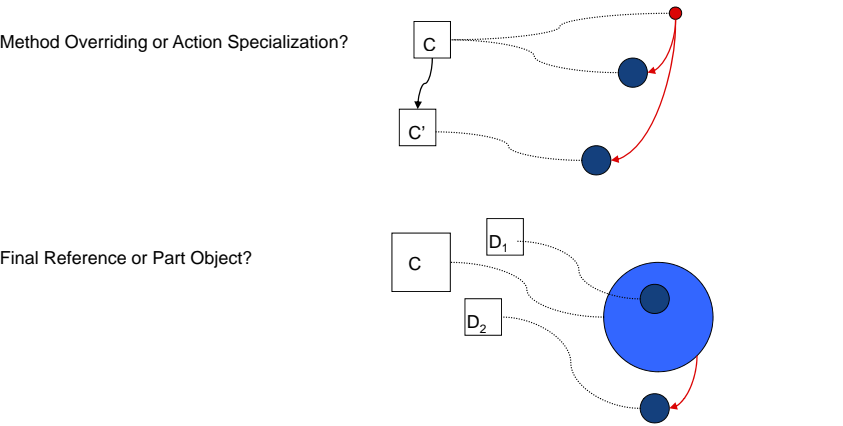 Method Overriding or Action Specialization?
C
C’
D1
Final Reference or Part Object?
C
D2